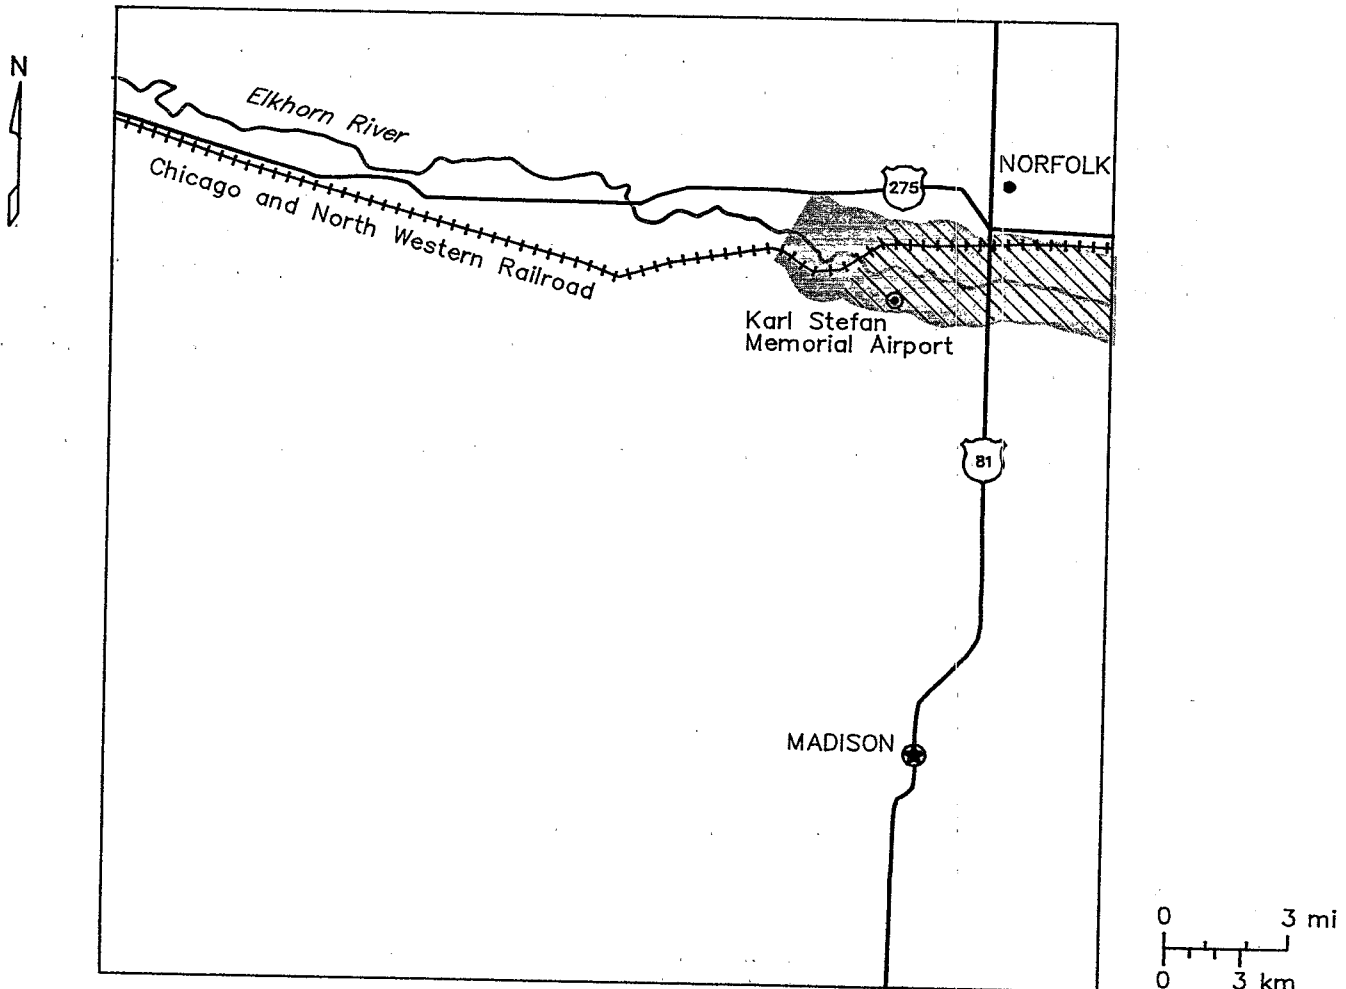 N
Elkhorn River
NORFOLK
275
Chicago and North Western Railroad
Karl Stefan
Memorial Airport
81
MADISON
0 3 mi
0 3 km